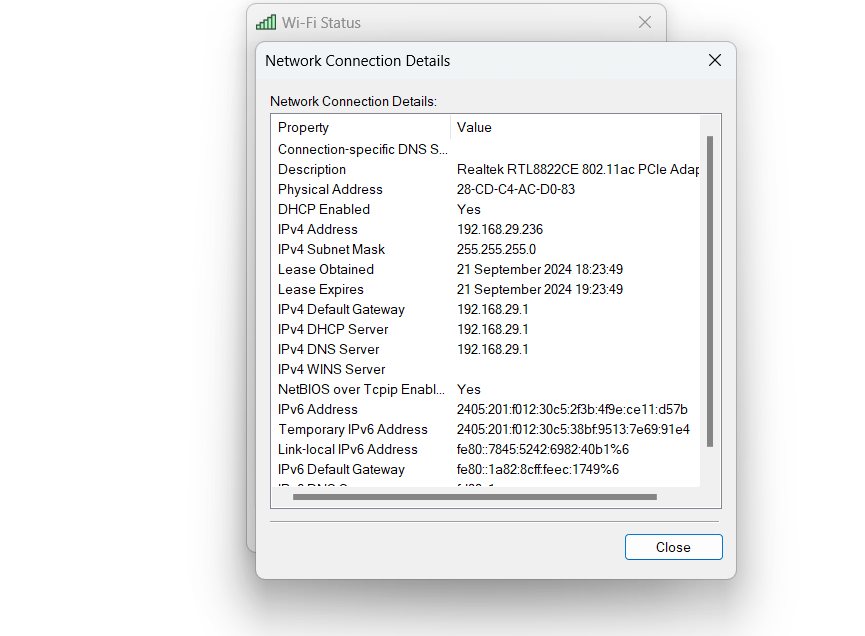 Wi-Fi Status
Network Connection Details
Network Connection Details:
Property Value
Connection-specific DNS S...
Description Realtek RTL8822CE 802.11ac PCIe Adap
Physical Address 28-CD-C4-AC-D0-83
DHCP Enabled Yes
IPv4 Address 192.168.29.236
IPv4 Subnet Mask 255.255.255.0
Lease Obtained 21 September 2024 18:23:49
Lease Expires 21 September 2024 19:23:49
IPv4 Default Gateway 192.168.29.1
IPv4 DHCP Server 192.168.29.1
IPv4 DNS Server 192.168.29.1
IPv4 WINS Server
NetBIOS over Tcpip Enabl... Yes
IPv6 Address 2405:201:f012:30c5:2f3b:4f9e:ce11:d57b
Temporary IPv6 Address 2405:201:f012:30c5:38bf:9513:7e69:91e4
Link-local IPv6 Address fe80::7845:5242:6982:40b1%6
IPv6 Default Gateway fe80::1a82:8cff:feec:1749%6
Close